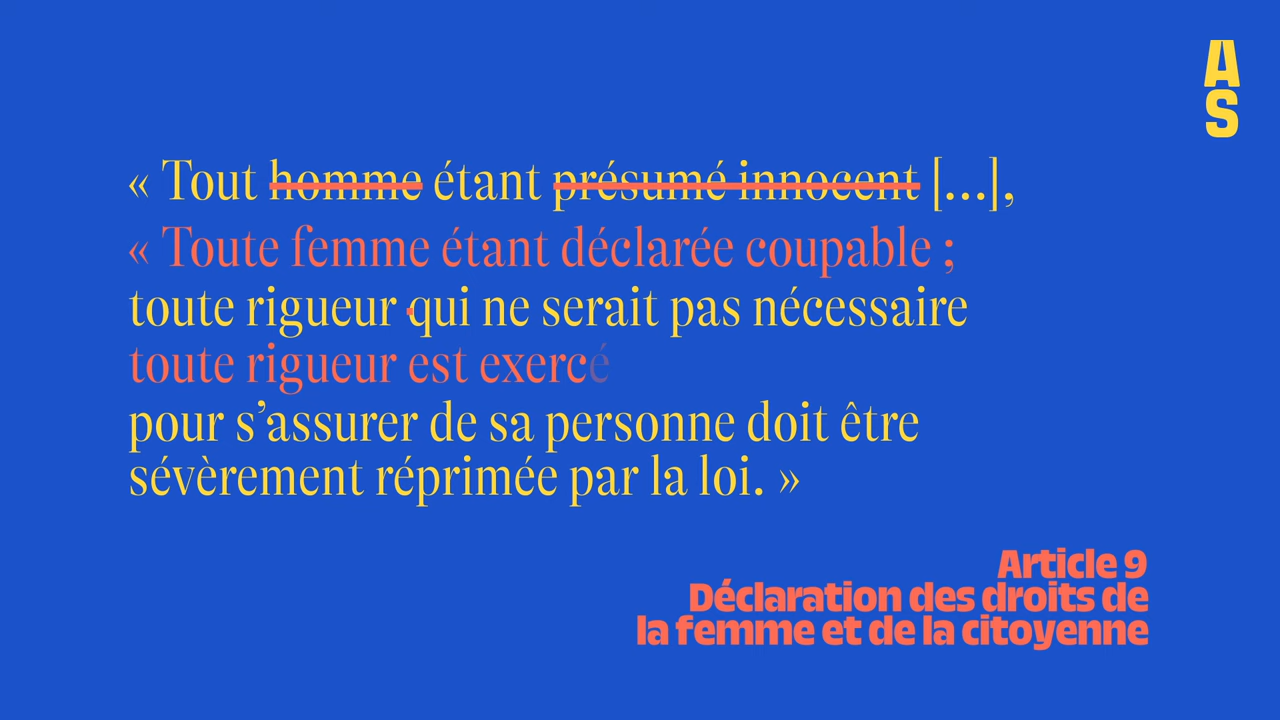 A
S
« Tout homme étant présumé innocent [...],
« Toute femme étant déclarée coupable ;
toute rigueur qui ne serait pas nécessaire
toute rigueur est exercé
pour s’assurer de sa personne doit être
sévèrement réprimée par la loi. »
Article 9
Déclaration des droits de
la femme et de la citoyenne